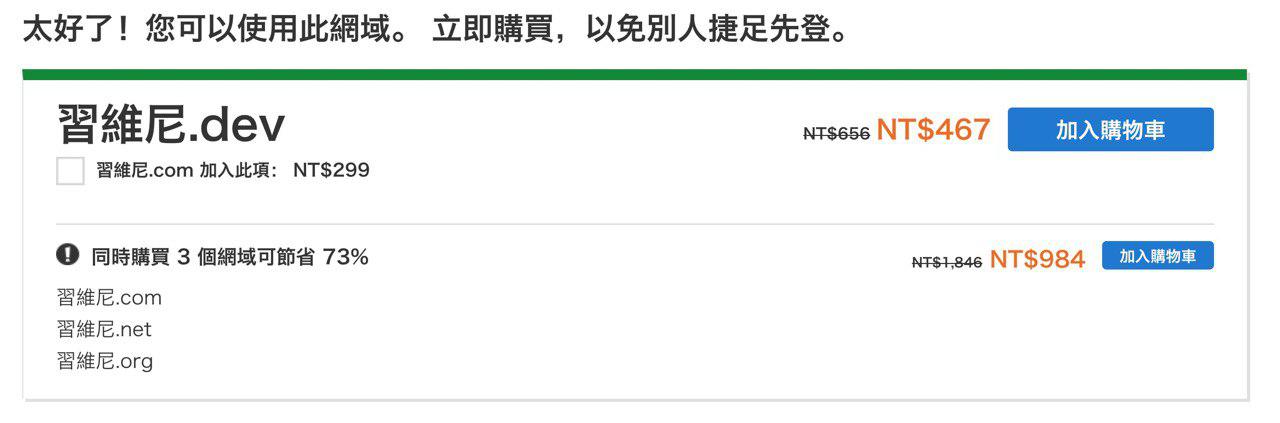 太好了！您可以使用此網域。 立即購買，以免別人捷足先登。
習維尼.dev
NT$656 NT$467 加入購物車
習維尼.com 加入此項： NT$299
同時購買 3 個網域可節省 73%
NT$1,846 NT$984 加入購物車
習維尼.com
習維尼.net
習維尼.org